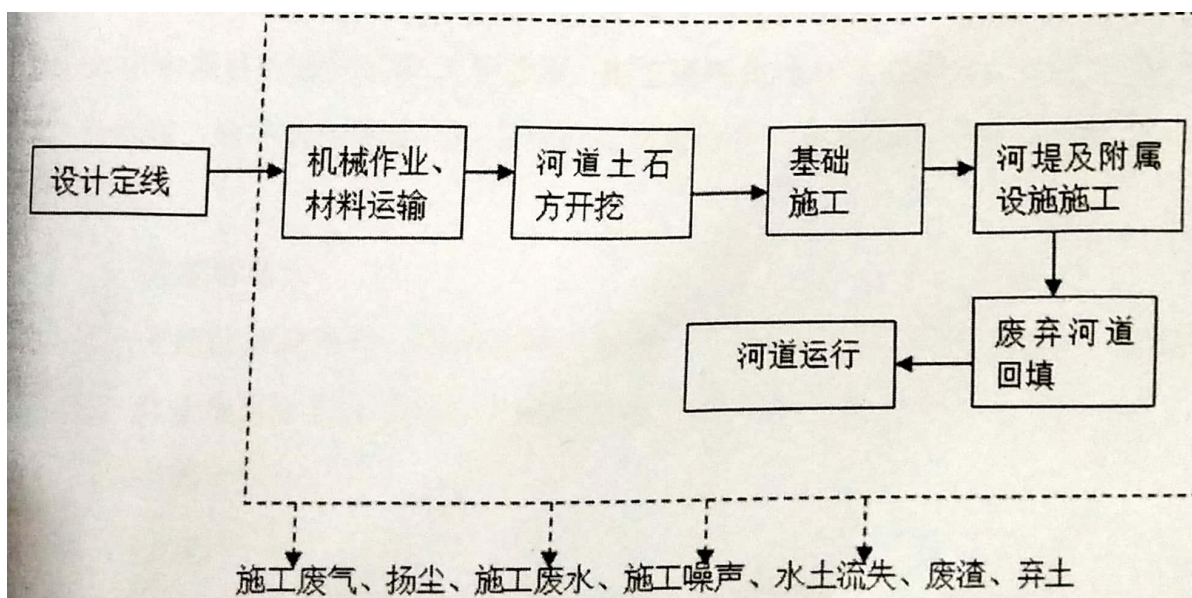 设计定线
机械作业、
材料运输
河道土石
方开挖
基础
施工
河堤及附属
设施施工
废弃河道
回填
河道运行
施工废气、扬尘、施工废水、施工噪声、水土流失、废渣、弃土